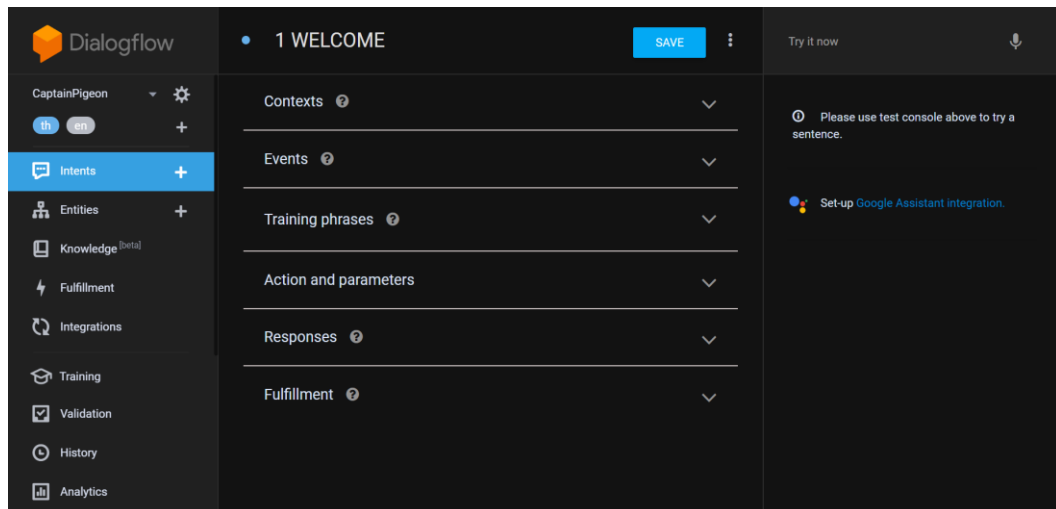 Dialogflow
CaptainPigeon
th en
Intents
Entities
Knowledge [beta]
Fulfillment
Integrations
Training
Validation
History
Analytics
1 WELCOME
SAVE
Contexts
Events
Training phrases
Action and parameters
Responses
Fulfillment
Try it now
Please use test console above to try a
sentence.
Set-up Google Assistant integration.